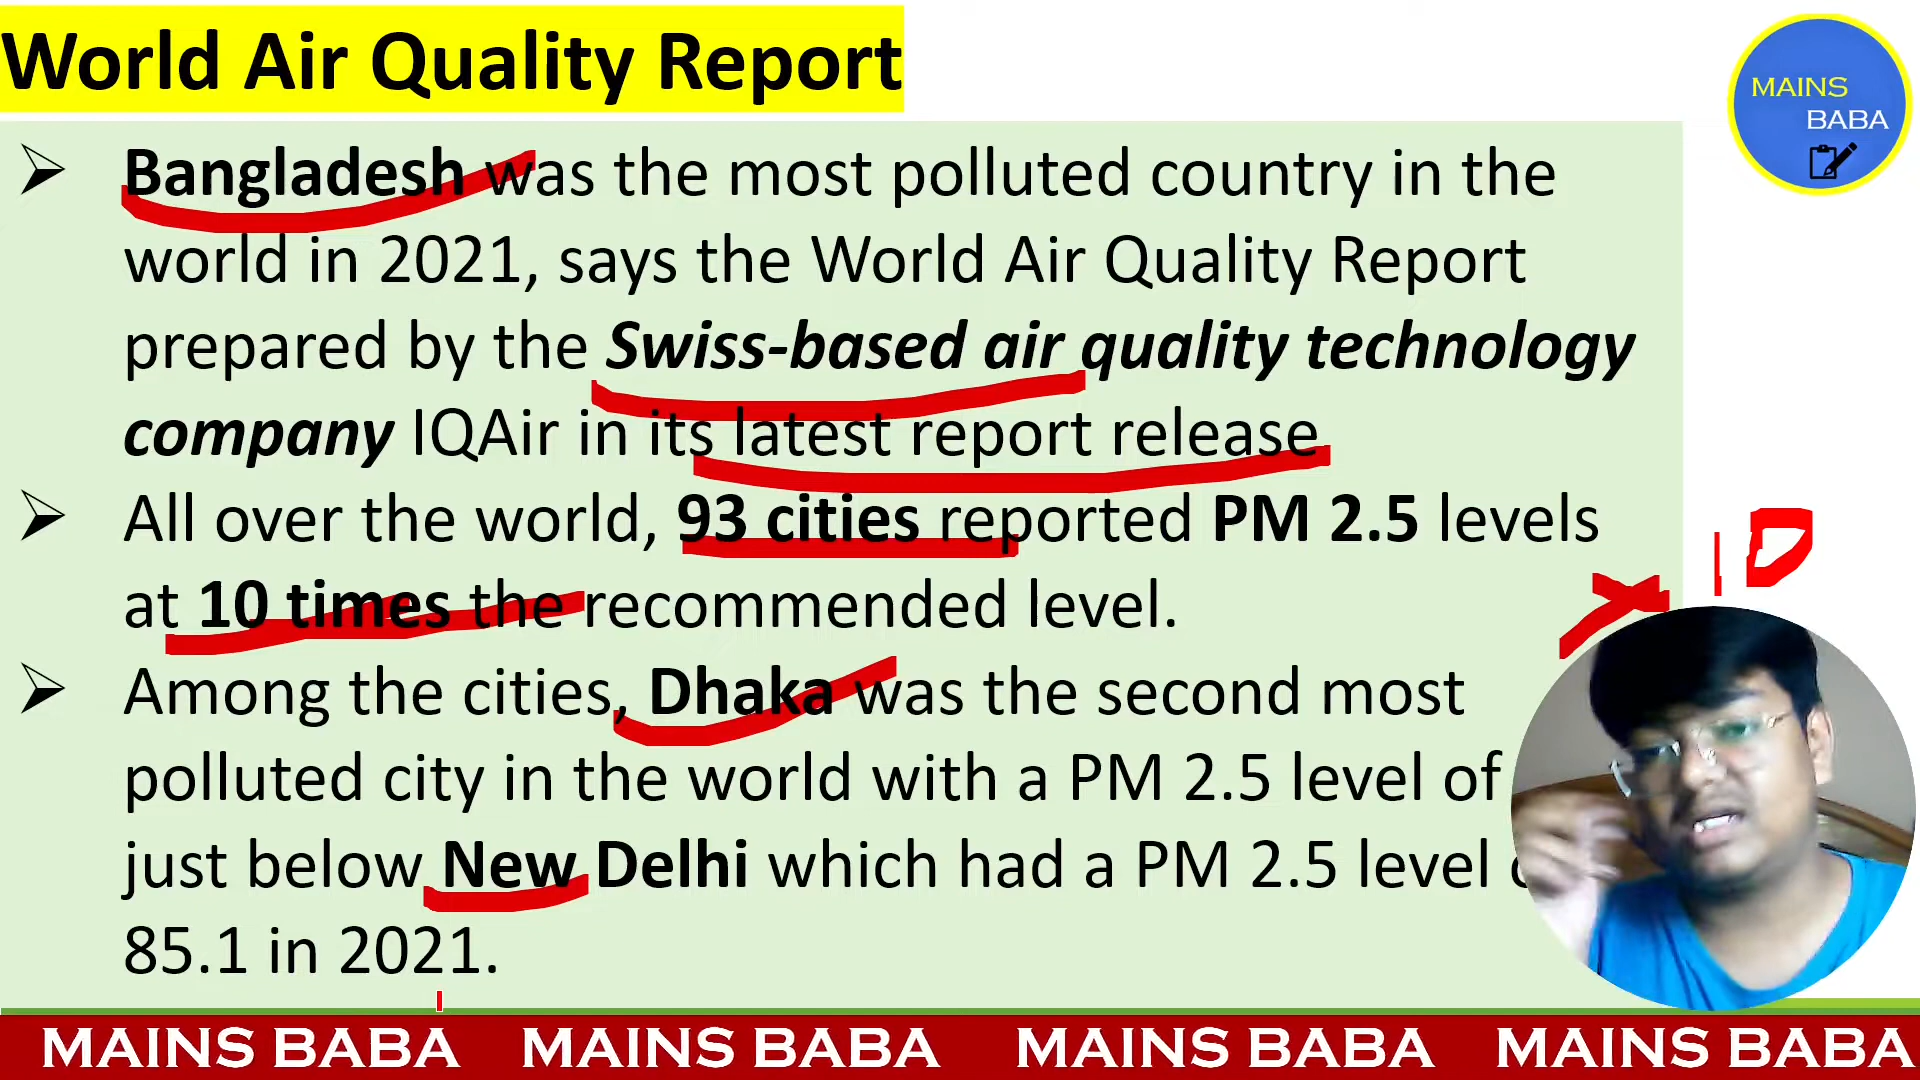 World Air Quality Report
MAINS
BABA
➢ Bangladesh was the most polluted country in the
world in 2021, says the World Air Quality Report
prepared by the Swiss-based air quality technology
company IQAir in its latest report release
➢ All over the world, 93 cities reported PM 2.5 levels
at 10 times the recommended level.
➢ Among the cities, Dhaka was the second most
polluted city in the world with a PM 2.5 level of
just below New Delhi which had a PM 2.5 level
85.1 in 2021.
MAINS BABA MAINS BABA MAINS BABA MAINS BABA